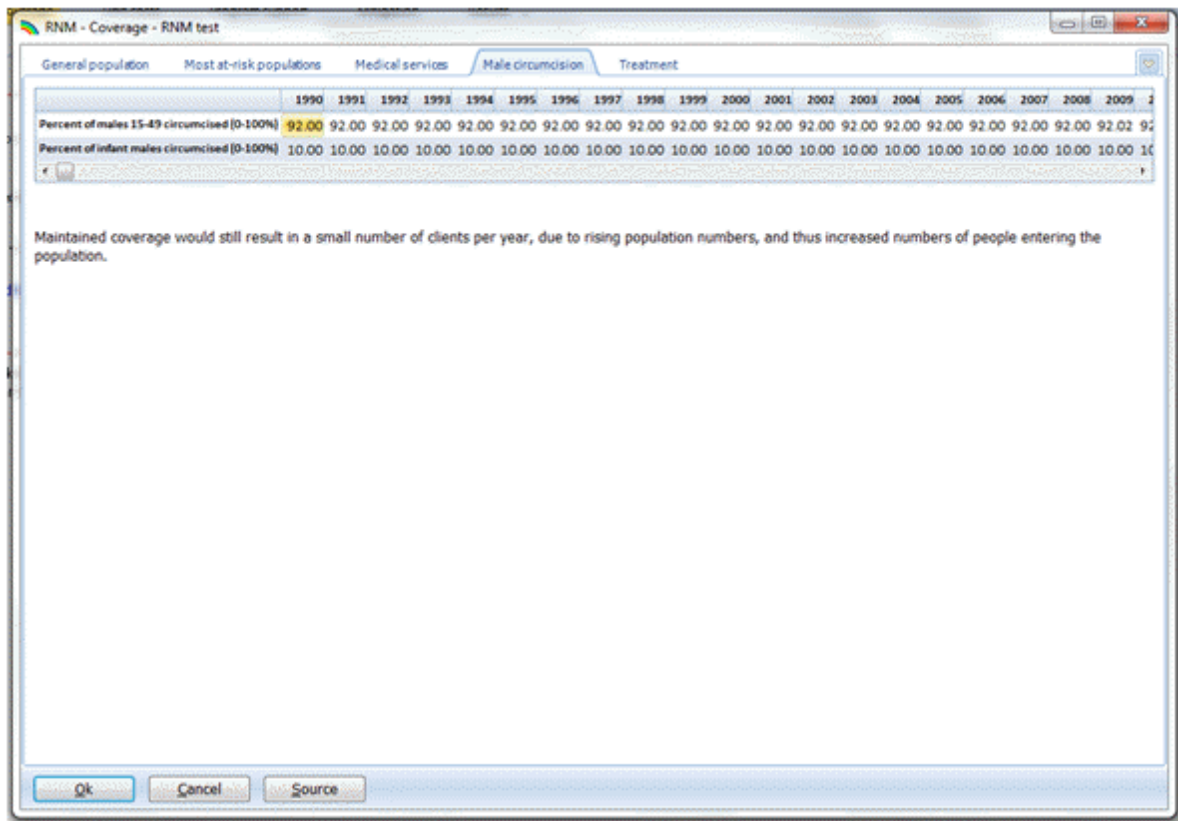 RNM - Coverage - RNM test
General population Most at-risk populations Medical services Male circumcision Treatment
1990 1991 1992 1993 1994 1995 1996 1997 1998 1999 2000 2001 2002 2003 2004 2005 2006 2007 2008 2009
Percent of males 15-49 circumcised (0-100%) 92.00 92.00 92.00 92.00 92.00 92.00 92.00 92.00 92.00 92.00 92.00 92.00 92.00 92.00 92.00 92.00 92.00 92.00 92.00 92.02 92
Percent of infant males circumcised (0-100%) 10.00 10.00 10.00 10.00 10.00 10.00 10.00 10.00 10.00 10.00 10.00 10.00 10.00 10.00 10.00 10.00 10.00 10.00 10.00 10.00
Maintained coverage would still result in a small number of clients per year, due to rising population numbers, and thus increased numbers of people entering the
population.
Ok Cancel Source